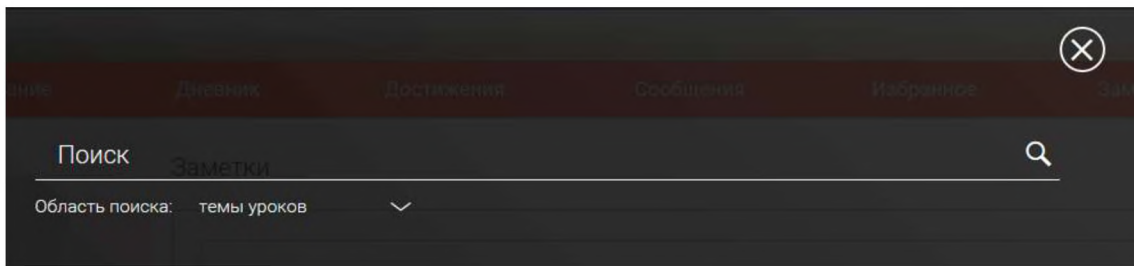 Дневник Достижения Сообщения Избранное
Поиск
Заметки
Область поиска: темы уроков